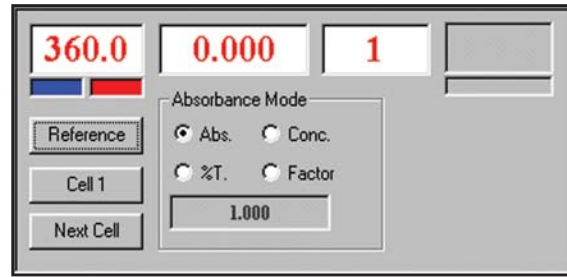 360.0 0.000 1
Absorbance Mode
Reference Abs. Conc.
%T. Factor
Cell 1
1.000
Next Cell